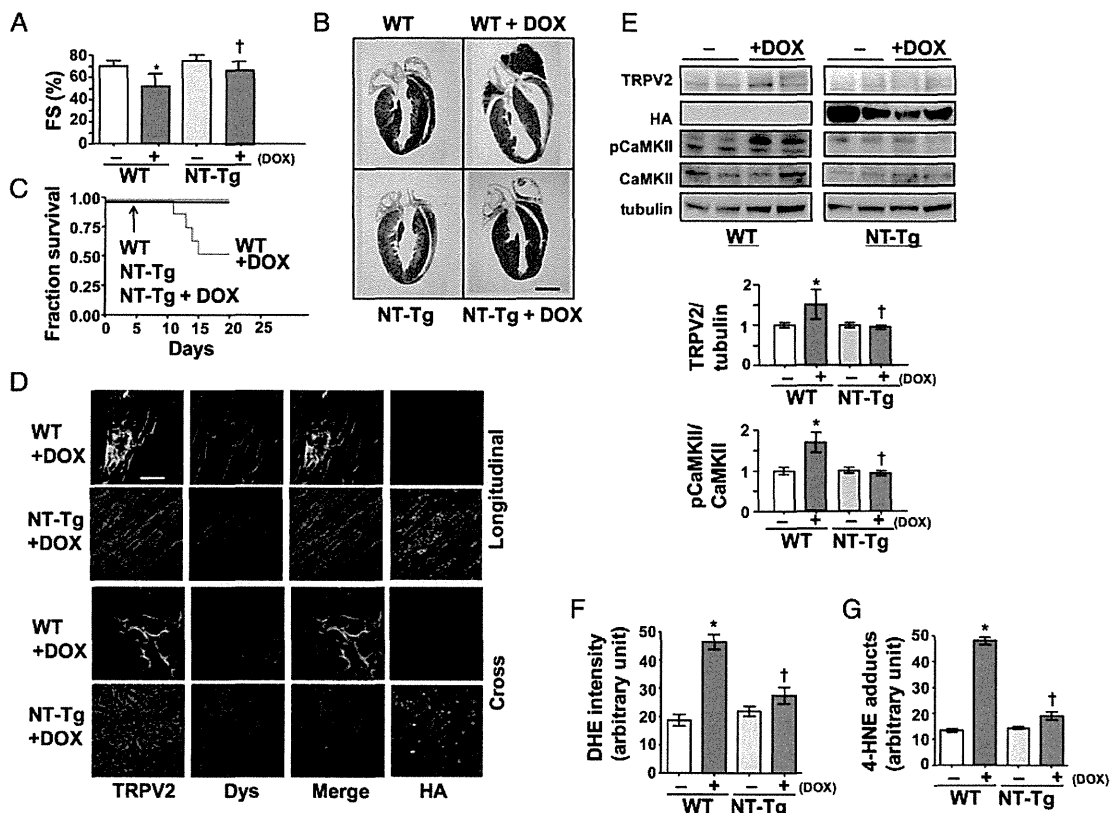 A
FS (%)
80
60
40
20
0
*
†
– + – + (DOX)
WT NT-Tg
B
WT WT + DOX
NT-Tg NT-Tg + DOX
C
Fraction survival
1.00
0.75
0.50
0.25
0
WT
NT-Tg
NT-Tg + DOX
WT
+DOX
0 5 10 15 20 25
Days
D
WT
+DOX
NT-Tg
+DOX
WT
+DOX
NT-Tg
+DOX
Longitudinal
Cross
TRPV2 Dys Merge HA
E
– +DOX – +DOX
TRPV2
HA
pCaMKII
CaMKII
tubulin
WT NT-Tg
TRPV2/
tubulin
2
1
0
*
†
– + – + (DOX)
WT NT-Tg
pCaMKII/
CaMKII
2
1
0
*
†
– + – + (DOX)
WT NT-Tg
F
DHE intensity
(arbitrary unit)
50
40
30
20
10
0
*
†
– + – +
WT NT-Tg
G
4-HNE adducts
(arbitrary unit)
50
40
30
20
10
0
*
†
– + – + (DOX)
WT NT-Tg